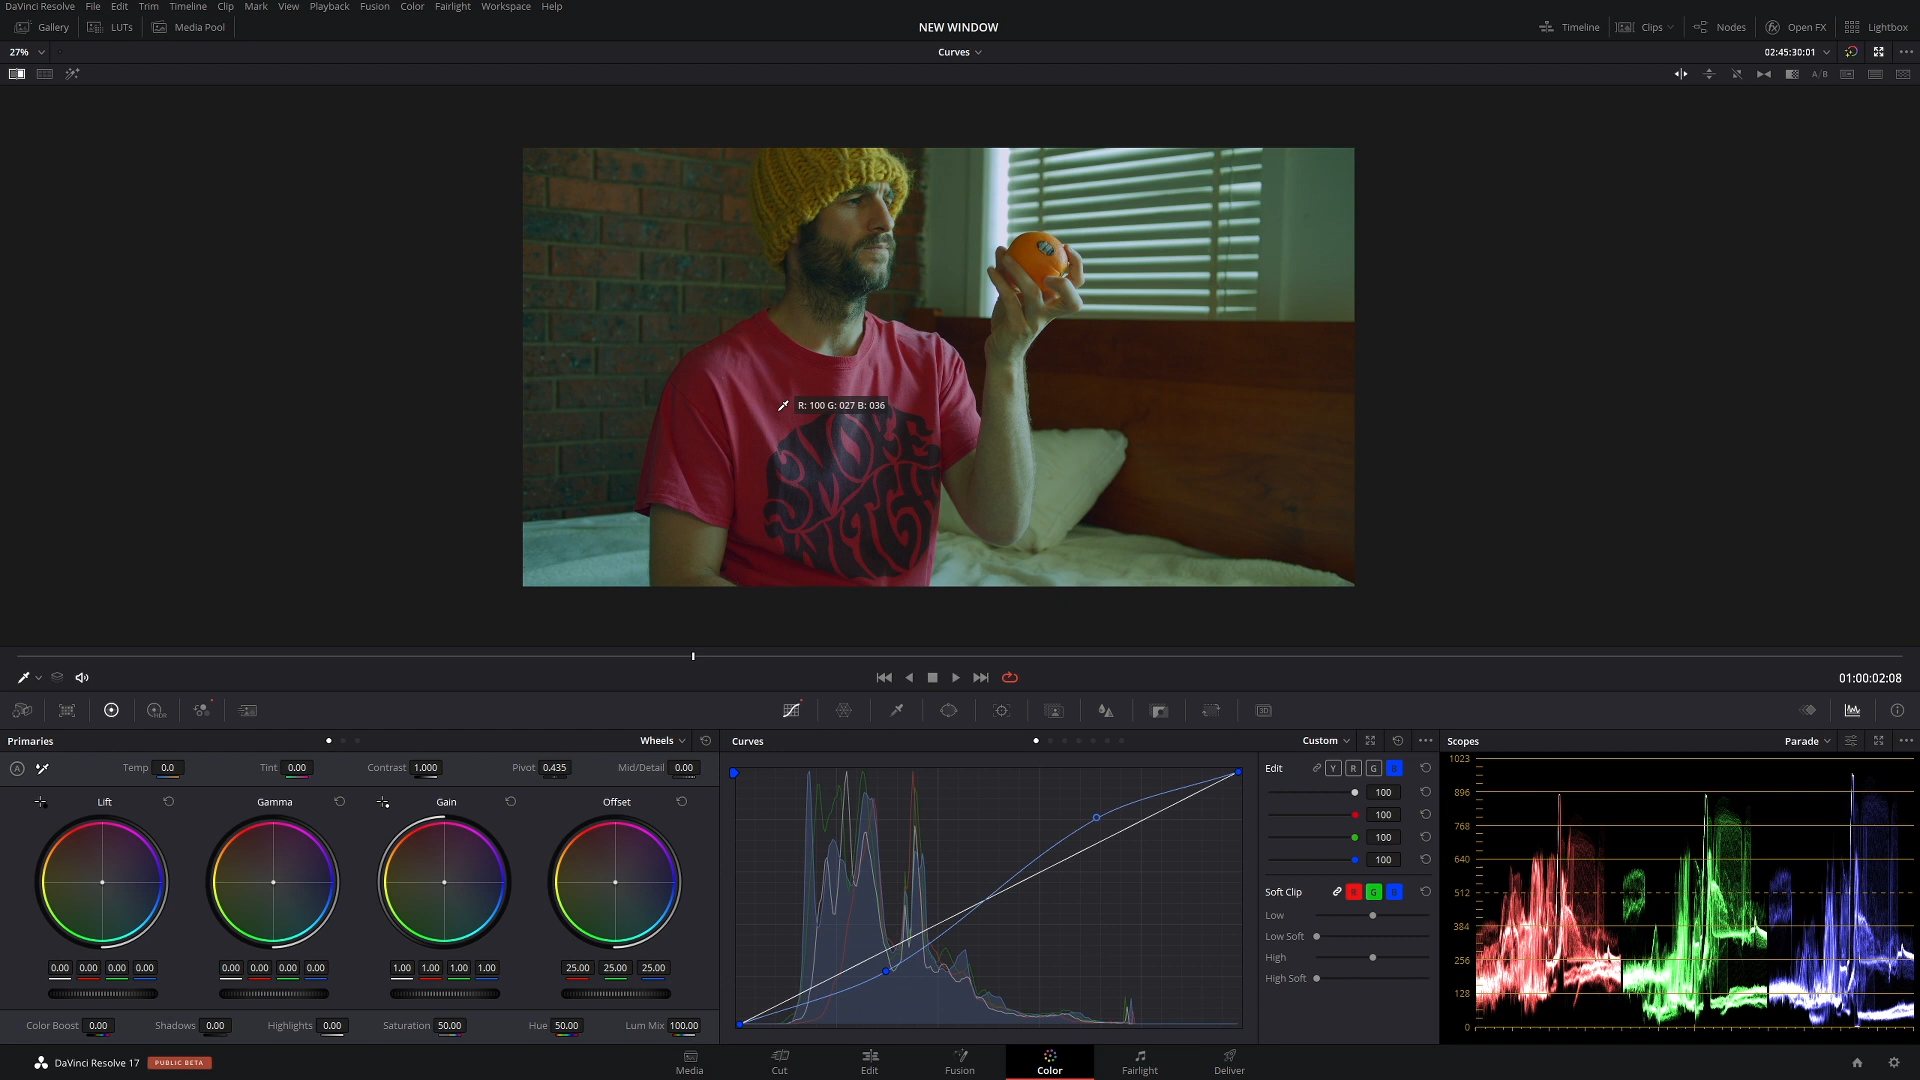 DaVinci Resolve File Edit Trim Timeline Clip Mark View Playback Fusion Color Fairlight Workspace Help
Gallery LUTs Media Pool NEW WINDOW Timeline Clips Nodes Open FX Lightbox
27% Curves 02:45:30:01
A/B
R: 100 G: 027 B: 036
SMOKE
WITH
01:00:02:08
HDR 3D
Primaries Wheels Curves Custom Scopes Parade
A Temp 0.0 Tint 0.00 Contrast 1.000 Pivot 0.435 Mid/Detail 0.00
Lift Gamma Gain Offset
0.00 0.00 0.00 0.00 0.00 0.00 0.00 0.00 1.00 1.00 1.00 1.00 25.00 25.00 25.00
Color Boost 0.00 Shadows 0.00 Highlights 0.00 Saturation 50.00 Hue 50.00 Lum Mix 100.00
Edit Y R G B
100
100
100
100
Soft Clip R G B
Low
Low Soft
High
High Soft
1023
896
768
640
512
384
256
128
0
DaVinci Resolve 17 PUBLIC BETA Media Cut Edit Fusion Color Fairlight Deliver